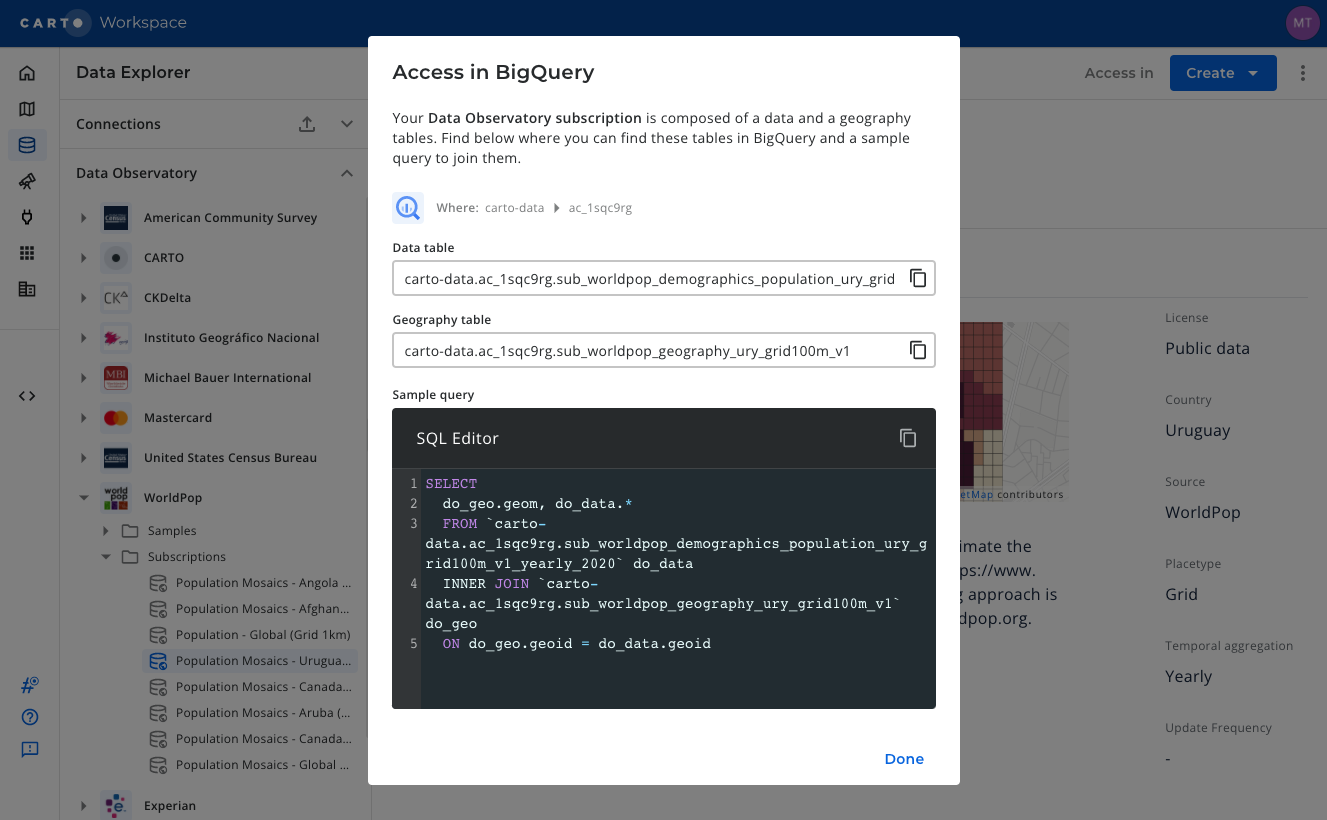 CARTO Workspace
MT
Data Explorer
Access in
Create
Connections
Data Observatory
American Community Survey
CARTO
CKDelta
Instituto Geográfico Nacional
Michael Bauer International
Mastercard
United States Census Bureau
WorldPop
Samples
Subscriptions
Population Mosaics - Angola ...
Population Mosaics - Afghan...
Population - Global (Grid 1km)
Population Mosaics - Urugua...
Population Mosaics - Canada...
Population Mosaics - Aruba (...
Population Mosaics - Canada...
Population Mosaics - Global ...
Experian
Census
CK
MBI
world
pop
Census
Access in BigQuery
Your Data Observatory subscription is composed of a data and a geography
tables. Find below where you can find these tables in BigQuery and a sample
query to join them.
Where: carto-data ac_1sqc9rg
Data table
carto-data.ac_1sqc9rg.sub_worldpop_demographics_population_ury_grid
Geography table
carto-data.ac_1sqc9rg.sub_worldpop_geography_ury_grid100m_v1
Sample query
SQL Editor
1 SELECT
2 do_geo.geom, do_data.*
3 FROM `carto-
data.ac_1sqc9rg.sub_worldpop_demographics_population_ury_g
rid100m_v1_yearly_2020` do_data
4 INNER JOIN `carto-
data.ac_1sqc9rg.sub_worldpop_geography_ury_grid100m_v1`
do_geo
5 ON do_geo.geoid = do_data.geoid
Done
etMap contributors
imate the
ps://www.
g approach is
dpop.org.
License
Public data
Country
Uruguay
Source
WorldPop
Placetype
Grid
Temporal aggregation
Yearly
Update Frequency
-